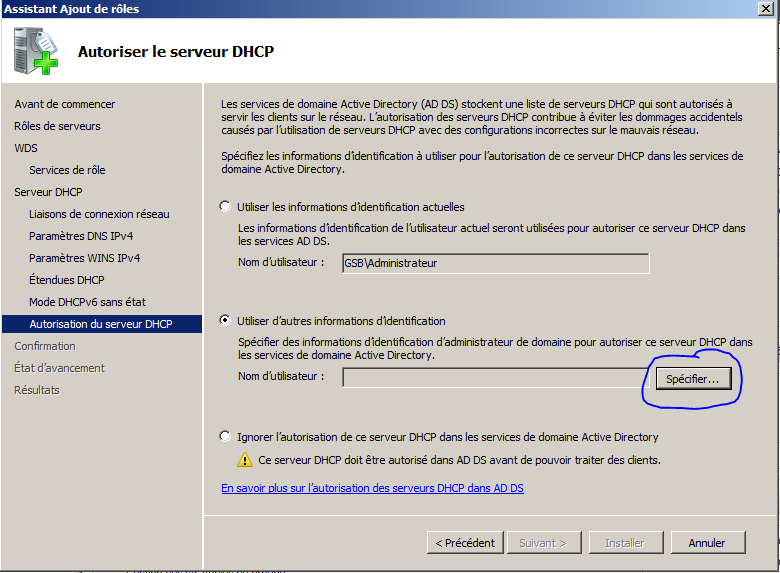 Assistant Ajout de rôles
Autoriser le serveur DHCP
Avant de commencer
Rôles de serveurs
WDS
Services de rôle
Serveur DHCP
Liaisons de connexion réseau
Paramètres DNS IPv4
Paramètres WINS IPv4
Étendues DHCP
Mode DHCPv6 sans état
Autorisation du serveur DHCP
Confirmation
État d'avancement
Résultats
Les services de domaine Active Directory (AD DS) stockent une liste de serveurs DHCP qui sont autorisés à
servir les clients sur le réseau. L'autorisation des serveurs DHCP contribue à éviter les dommages accidentels
causés par l'utilisation de serveurs DHCP avec des configurations incorrectes sur le mauvais réseau.
Spécifiez les informations d'identification à utiliser pour l'autorisation de ce serveur DHCP dans les services de
domaine Active Directory.
Utiliser les informations d'identification actuelles
Les informations d'identification de l'utilisateur actuel seront utilisées pour autoriser ce serveur DHCP dans
les services AD DS.
Nom d'utilisateur : GSB\Administrateur
Utiliser d'autres informations d'identification
Spécifier des informations d'identification d'administrateur de domaine pour autoriser ce serveur DHCP dans
les services de domaine Active Directory.
Nom d'utilisateur : Spécifier...
Ignorer l'autorisation de ce serveur DHCP dans les services de domaine Active Directory
Ce serveur DHCP doit être autorisé dans AD DS avant de pouvoir traiter des clients.
En savoir plus sur l'autorisation des serveurs DHCP dans AD DS
< Précédent Suivant > Installer Annuler